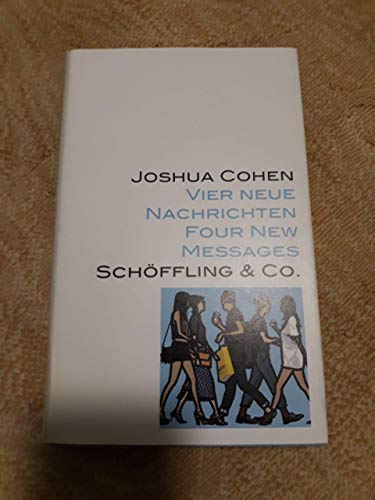 Joshua Cohen
Vier neue
Nachrichten
Four New
Messages
Schöffling & Co.